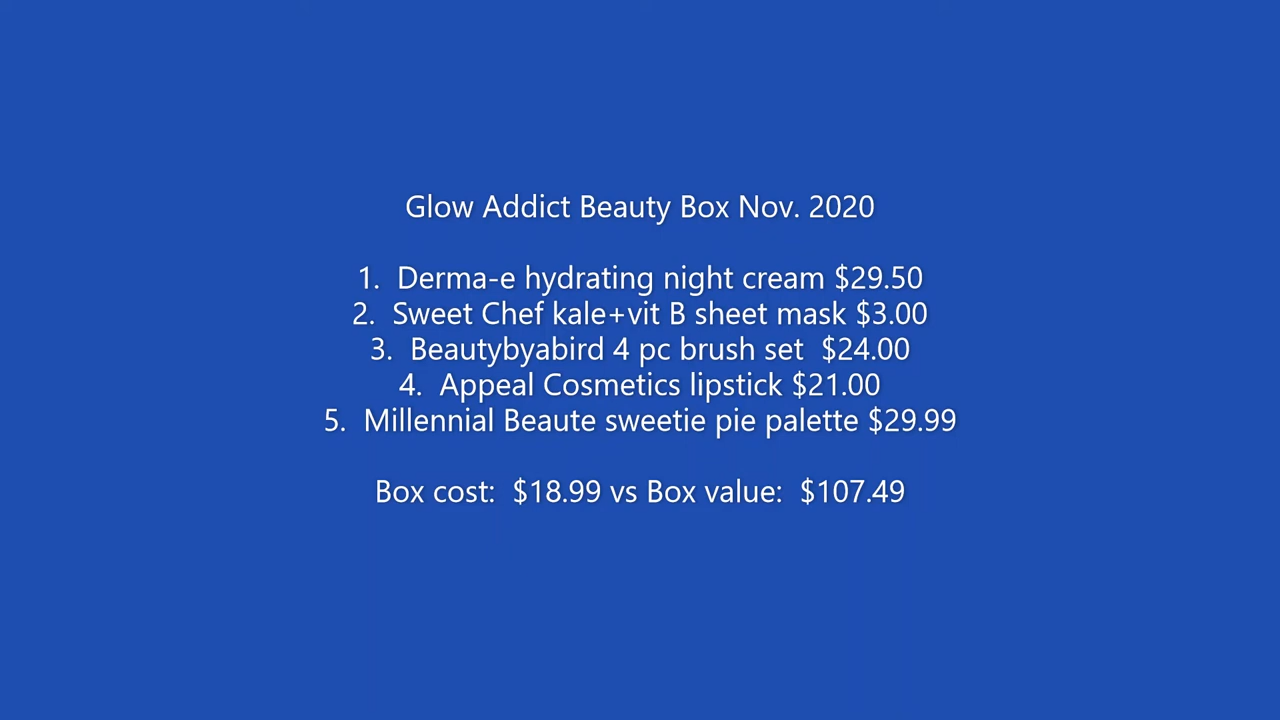 Glow Addict Beauty Box Nov. 2020
1. Derma-e hydrating night cream $29.50
2. Sweet Chef kale+vit B sheet mask $3.00
3. Beautybyabird 4 pc brush set $24.00
4. Appeal Cosmetics lipstick $21.00
5. Millennial Beaute sweetie pie palette $29.99
Box cost: $18.99 vs Box value: $107.49